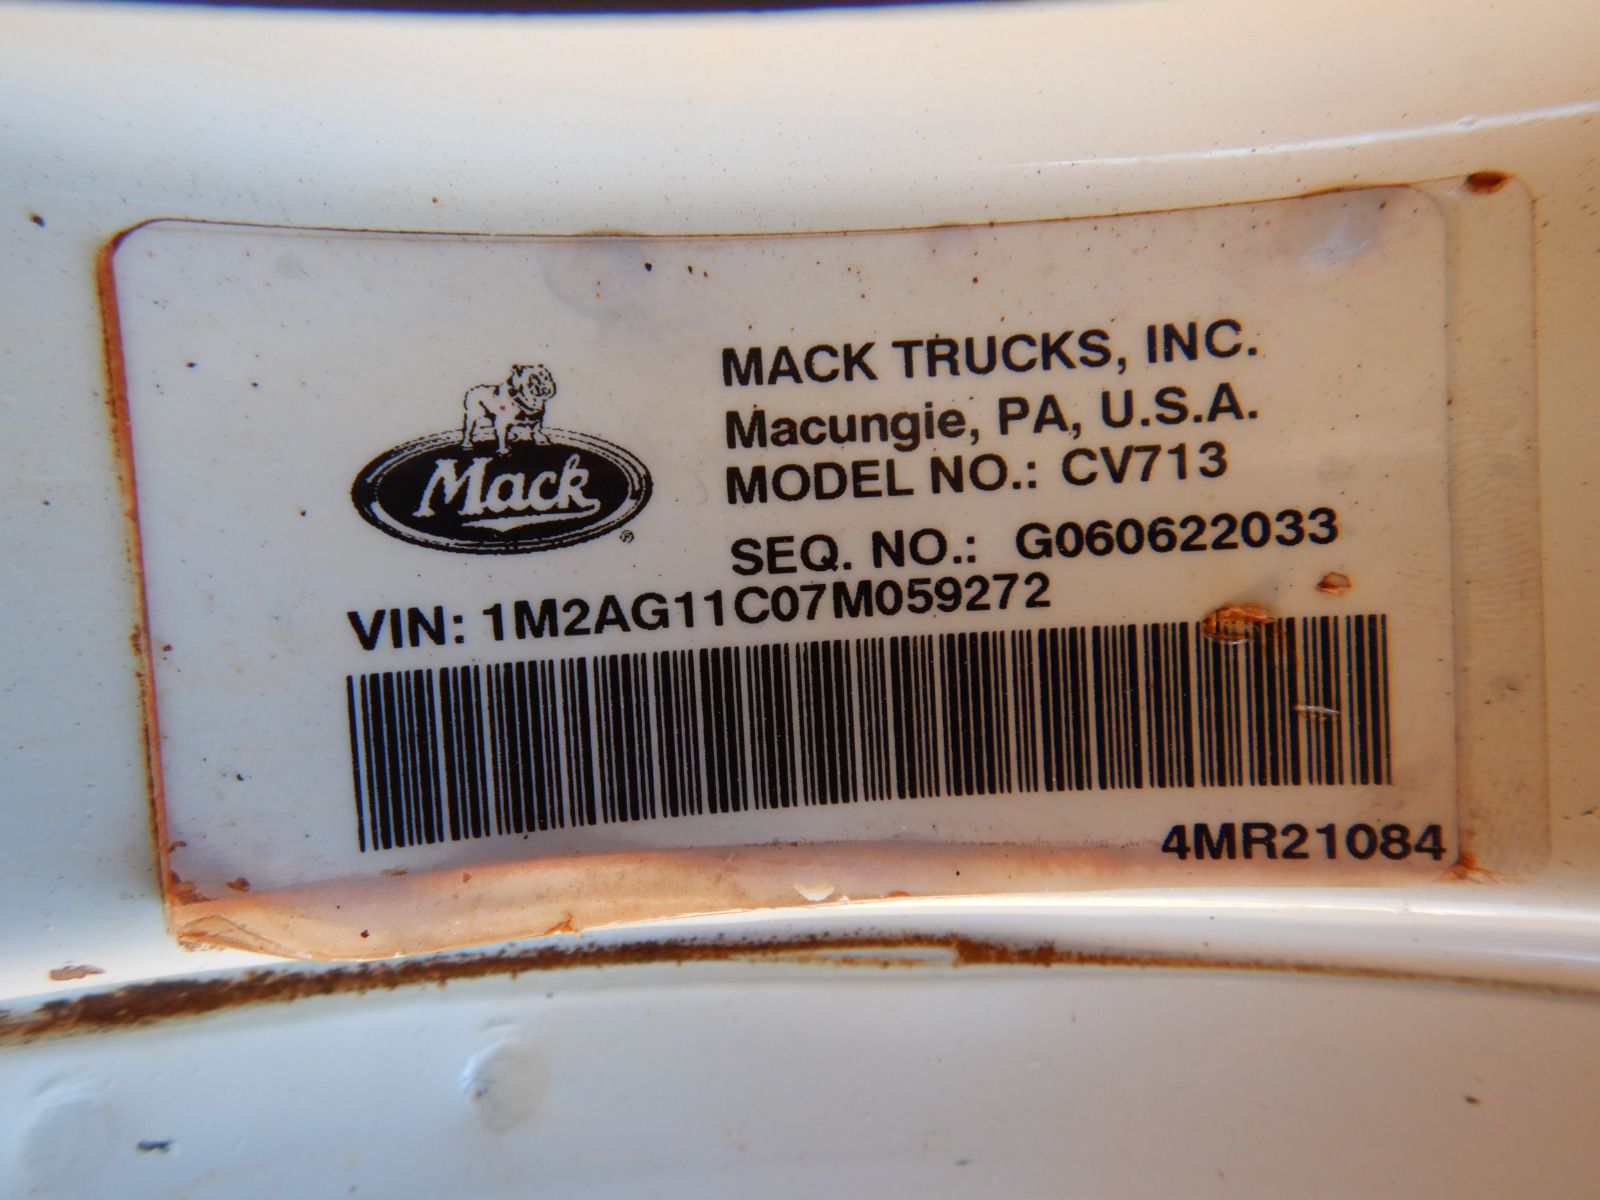 Mack
MACK TRUCKS, INC.
Macungie, PA, U.S.A.
MODEL NO.: CV713
SEQ. NO.: G060622033
VIN: 1M2AG11C07M059272
4MR21084